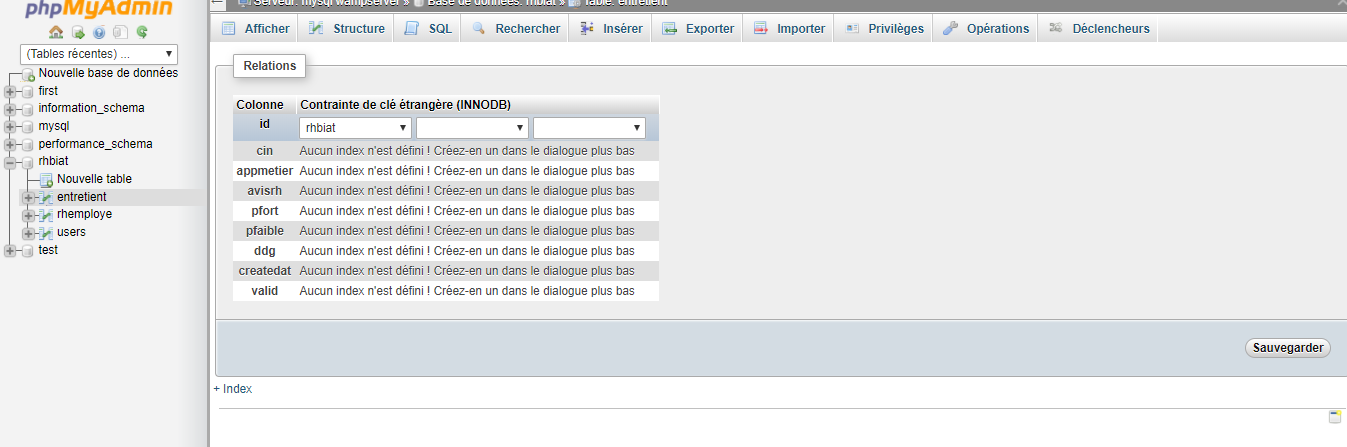 phpMyAdmin
(Tables récentes) ...
Nouvelle base de données
first
information_schema
mysql
performance_schema
rhbiat
Nouvelle table
entretient
rhemploye
users
test
Serveur: mysql wampserver » Base de données: rhbiat » Table: entretient
Afficher Structure SQL Rechercher Insérer Exporter Importer Privilèges Opérations Déclencheurs
Relations
Colonne Contrainte de clé étrangère (INNODB)
id rhbiat
cin Aucun index n'est défini ! Créez-en un dans le dialogue plus bas
appmetier Aucun index n'est défini ! Créez-en un dans le dialogue plus bas
avisrh Aucun index n'est défini ! Créez-en un dans le dialogue plus bas
pfort Aucun index n'est défini ! Créez-en un dans le dialogue plus bas
pfaible Aucun index n'est défini ! Créez-en un dans le dialogue plus bas
ddg Aucun index n'est défini ! Créez-en un dans le dialogue plus bas
createdat Aucun index n'est défini ! Créez-en un dans le dialogue plus bas
valid Aucun index n'est défini ! Créez-en un dans le dialogue plus bas
Sauvegarder
+ Index